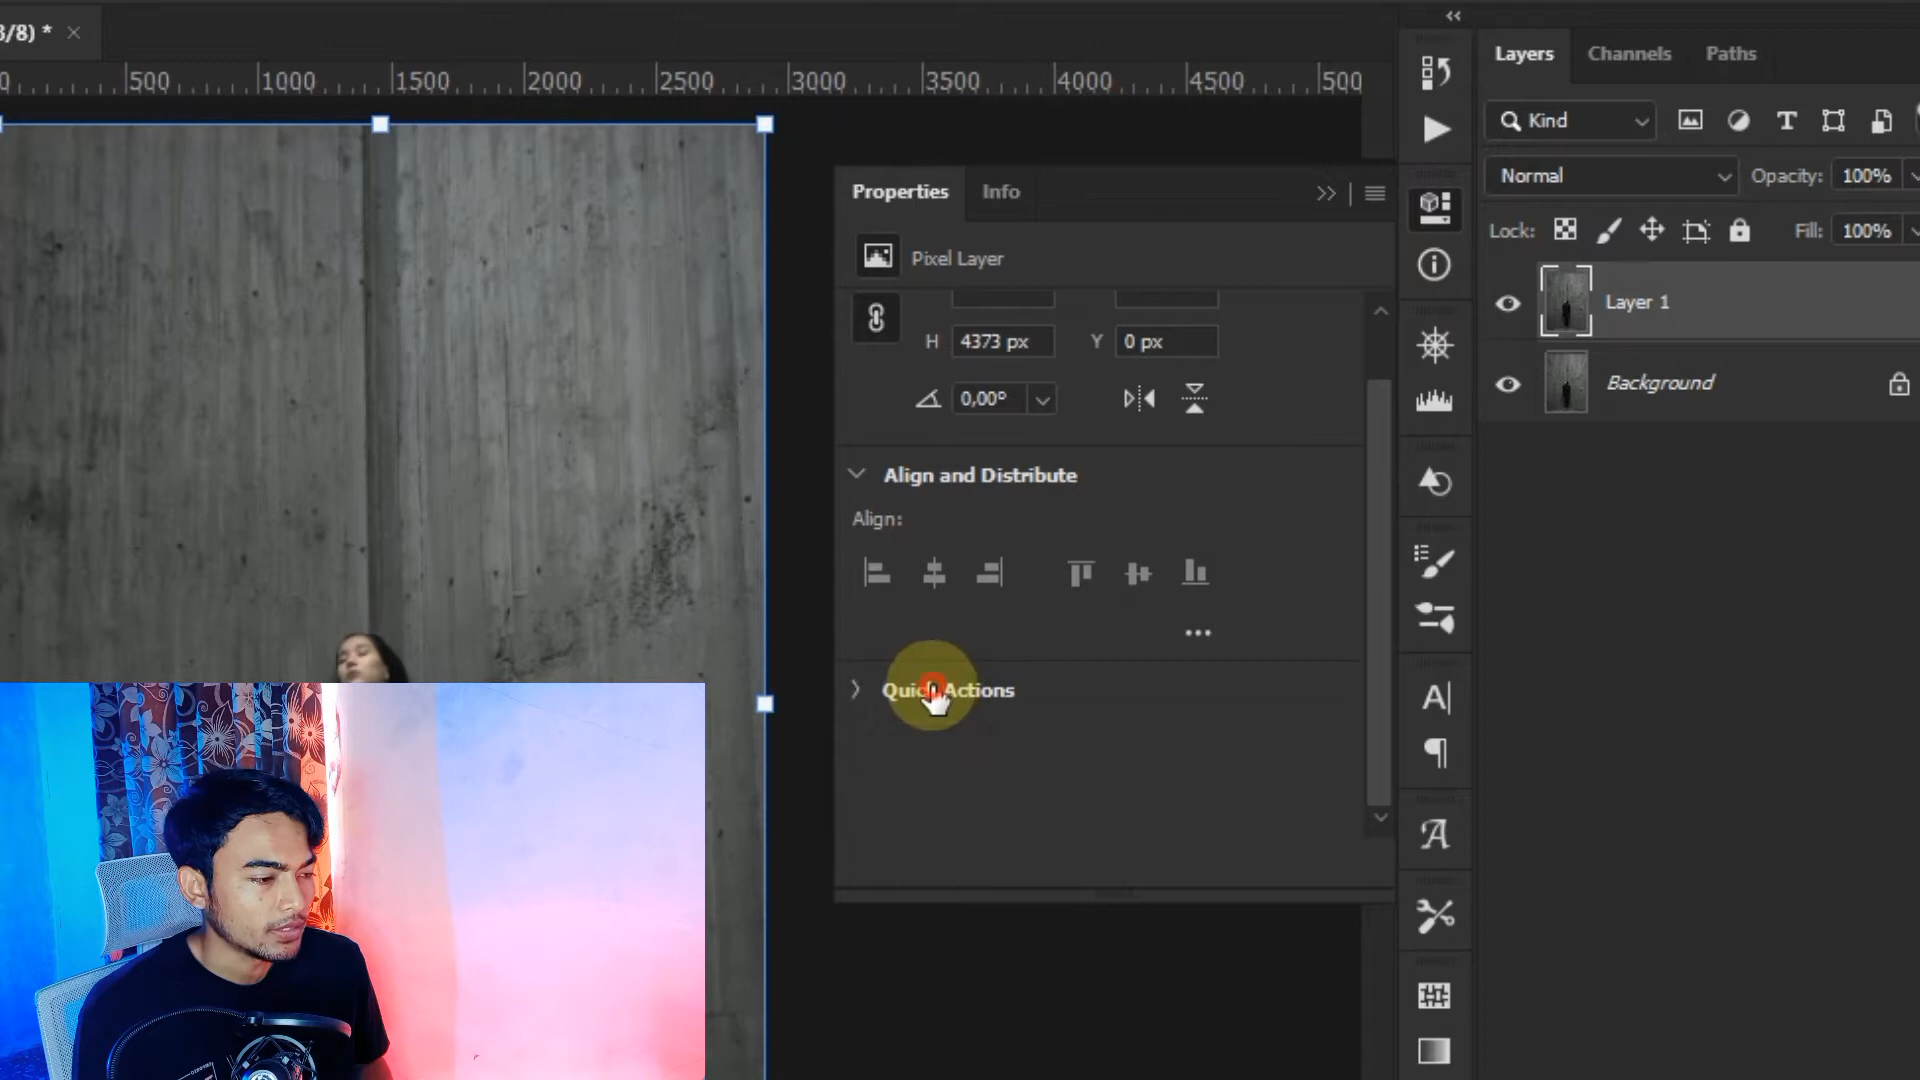 3/8) *
0 500 1000 1500 2000 2500 3000 3500 4000 4500 500
Layers Channels Paths
Kind
Normal Opacity: 100%
Lock: Fill: 100%
Layer 1
Background
Properties Info
Pixel Layer
H 4373 px Y 0 px
0,00°
Align and Distribute
Align:
Quick Actions